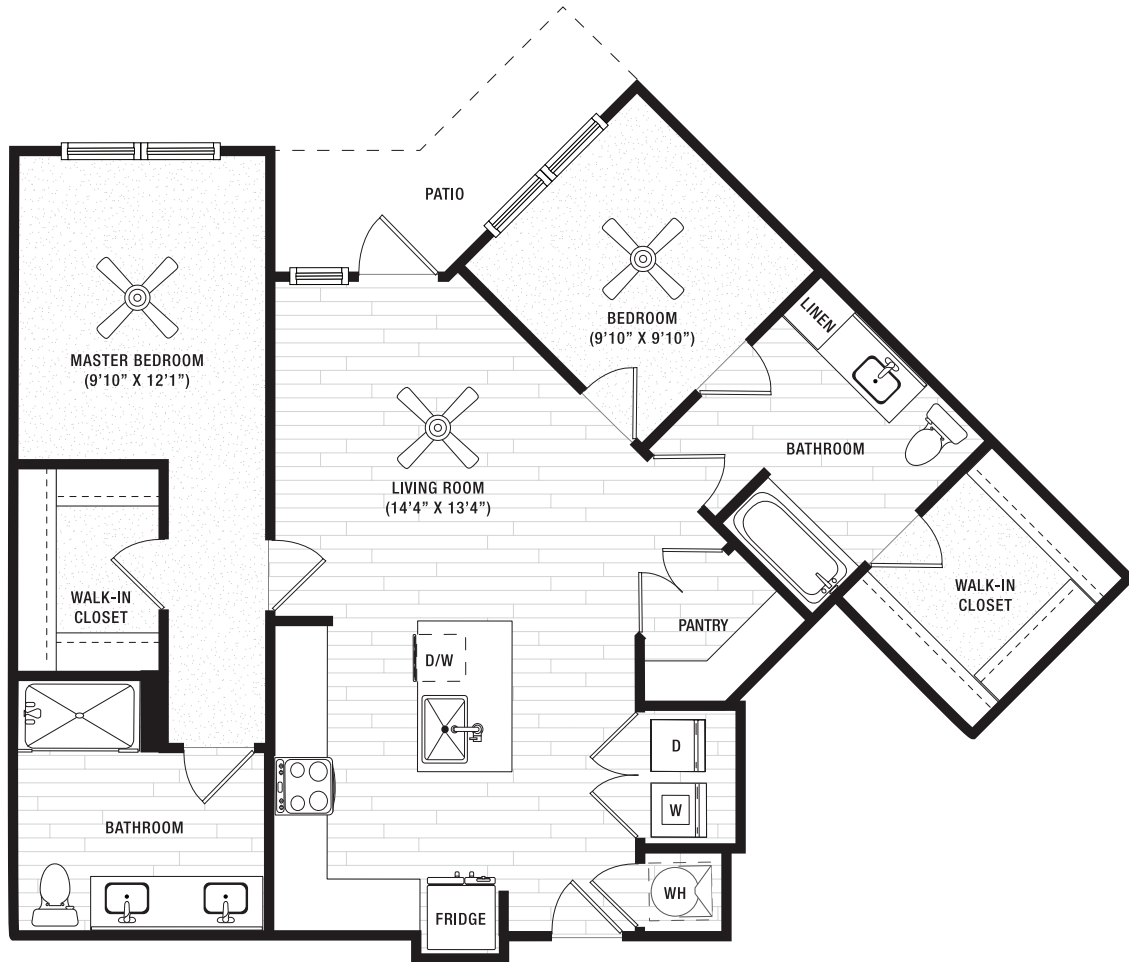 PATIO
MASTER BEDROOM
(9’10” X 12’1”)
BEDROOM
(9’10” X 9’10”)
LINEN
BATHROOM
LIVING ROOM
(14’4” X 13’4”)
WALK-IN
CLOSET
WALK-IN
CLOSET
PANTRY
D/W
D
W
BATHROOM
WH
FRIDGE